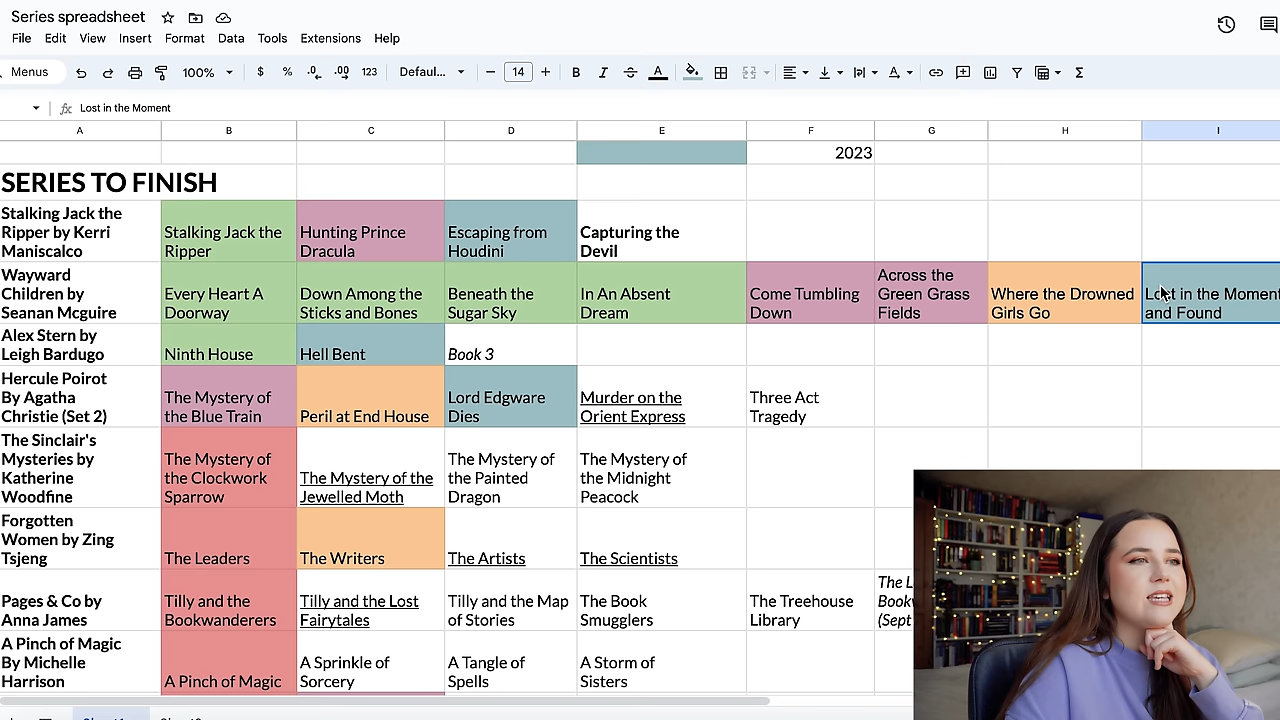 Series spreadsheet
File Edit View Insert Format Data Tools Extensions Help
Menus 100% $ % .0 .00 123 Defaul... 14 B I A
Lost in the Moment
A B C D E F G H I
2023
SERIES TO FINISH
Stalking Jack the
Ripper by Kerri
Maniscalco
Stalking Jack the
Ripper
Hunting Prince
Dracula
Escaping from
Houdini
Capturing the
Devil
Wayward
Children by
Seanan Mcguire
Every Heart A
Doorway
Down Among the
Sticks and Bones
Beneath the
Sugar Sky
In An Absent
Dream
Come Tumbling
Down
Across the
Green Grass
Fields
Where the Drowned
Girls Go
Lost in the Moment
and Found
Alex Stern by
Leigh Bardugo
Ninth House
Hell Bent
Book 3
Hercule Poirot
By Agatha
Christie (Set 2)
The Mystery of
the Blue Train
Peril at End House
Lord Edgware
Dies
Murder on the
Orient Express
Three Act
Tragedy
The Sinclair's
Mysteries by
Katherine
Woodfine
The Mystery of
the Clockwork
Sparrow
The Mystery of the
Jewelled Moth
The Mystery of
the Painted
Dragon
The Mystery of
the Midnight
Peacock
Forgotten
Women by Zing
Tsjeng
The Leaders
The Writers
The Artists
The Scientists
Pages & Co by
Anna James
Tilly and the
Bookwanderers
Tilly and the Lost
Fairytales
Tilly and the Map
of Stories
The Book
Smugglers
The Treehouse
Library
The L
Bookw
(Sept
A Pinch of Magic
By Michelle
Harrison
A Pinch of Magic
A Sprinkle of
Sorcery
A Tangle of
Spells
A Storm of
Sisters